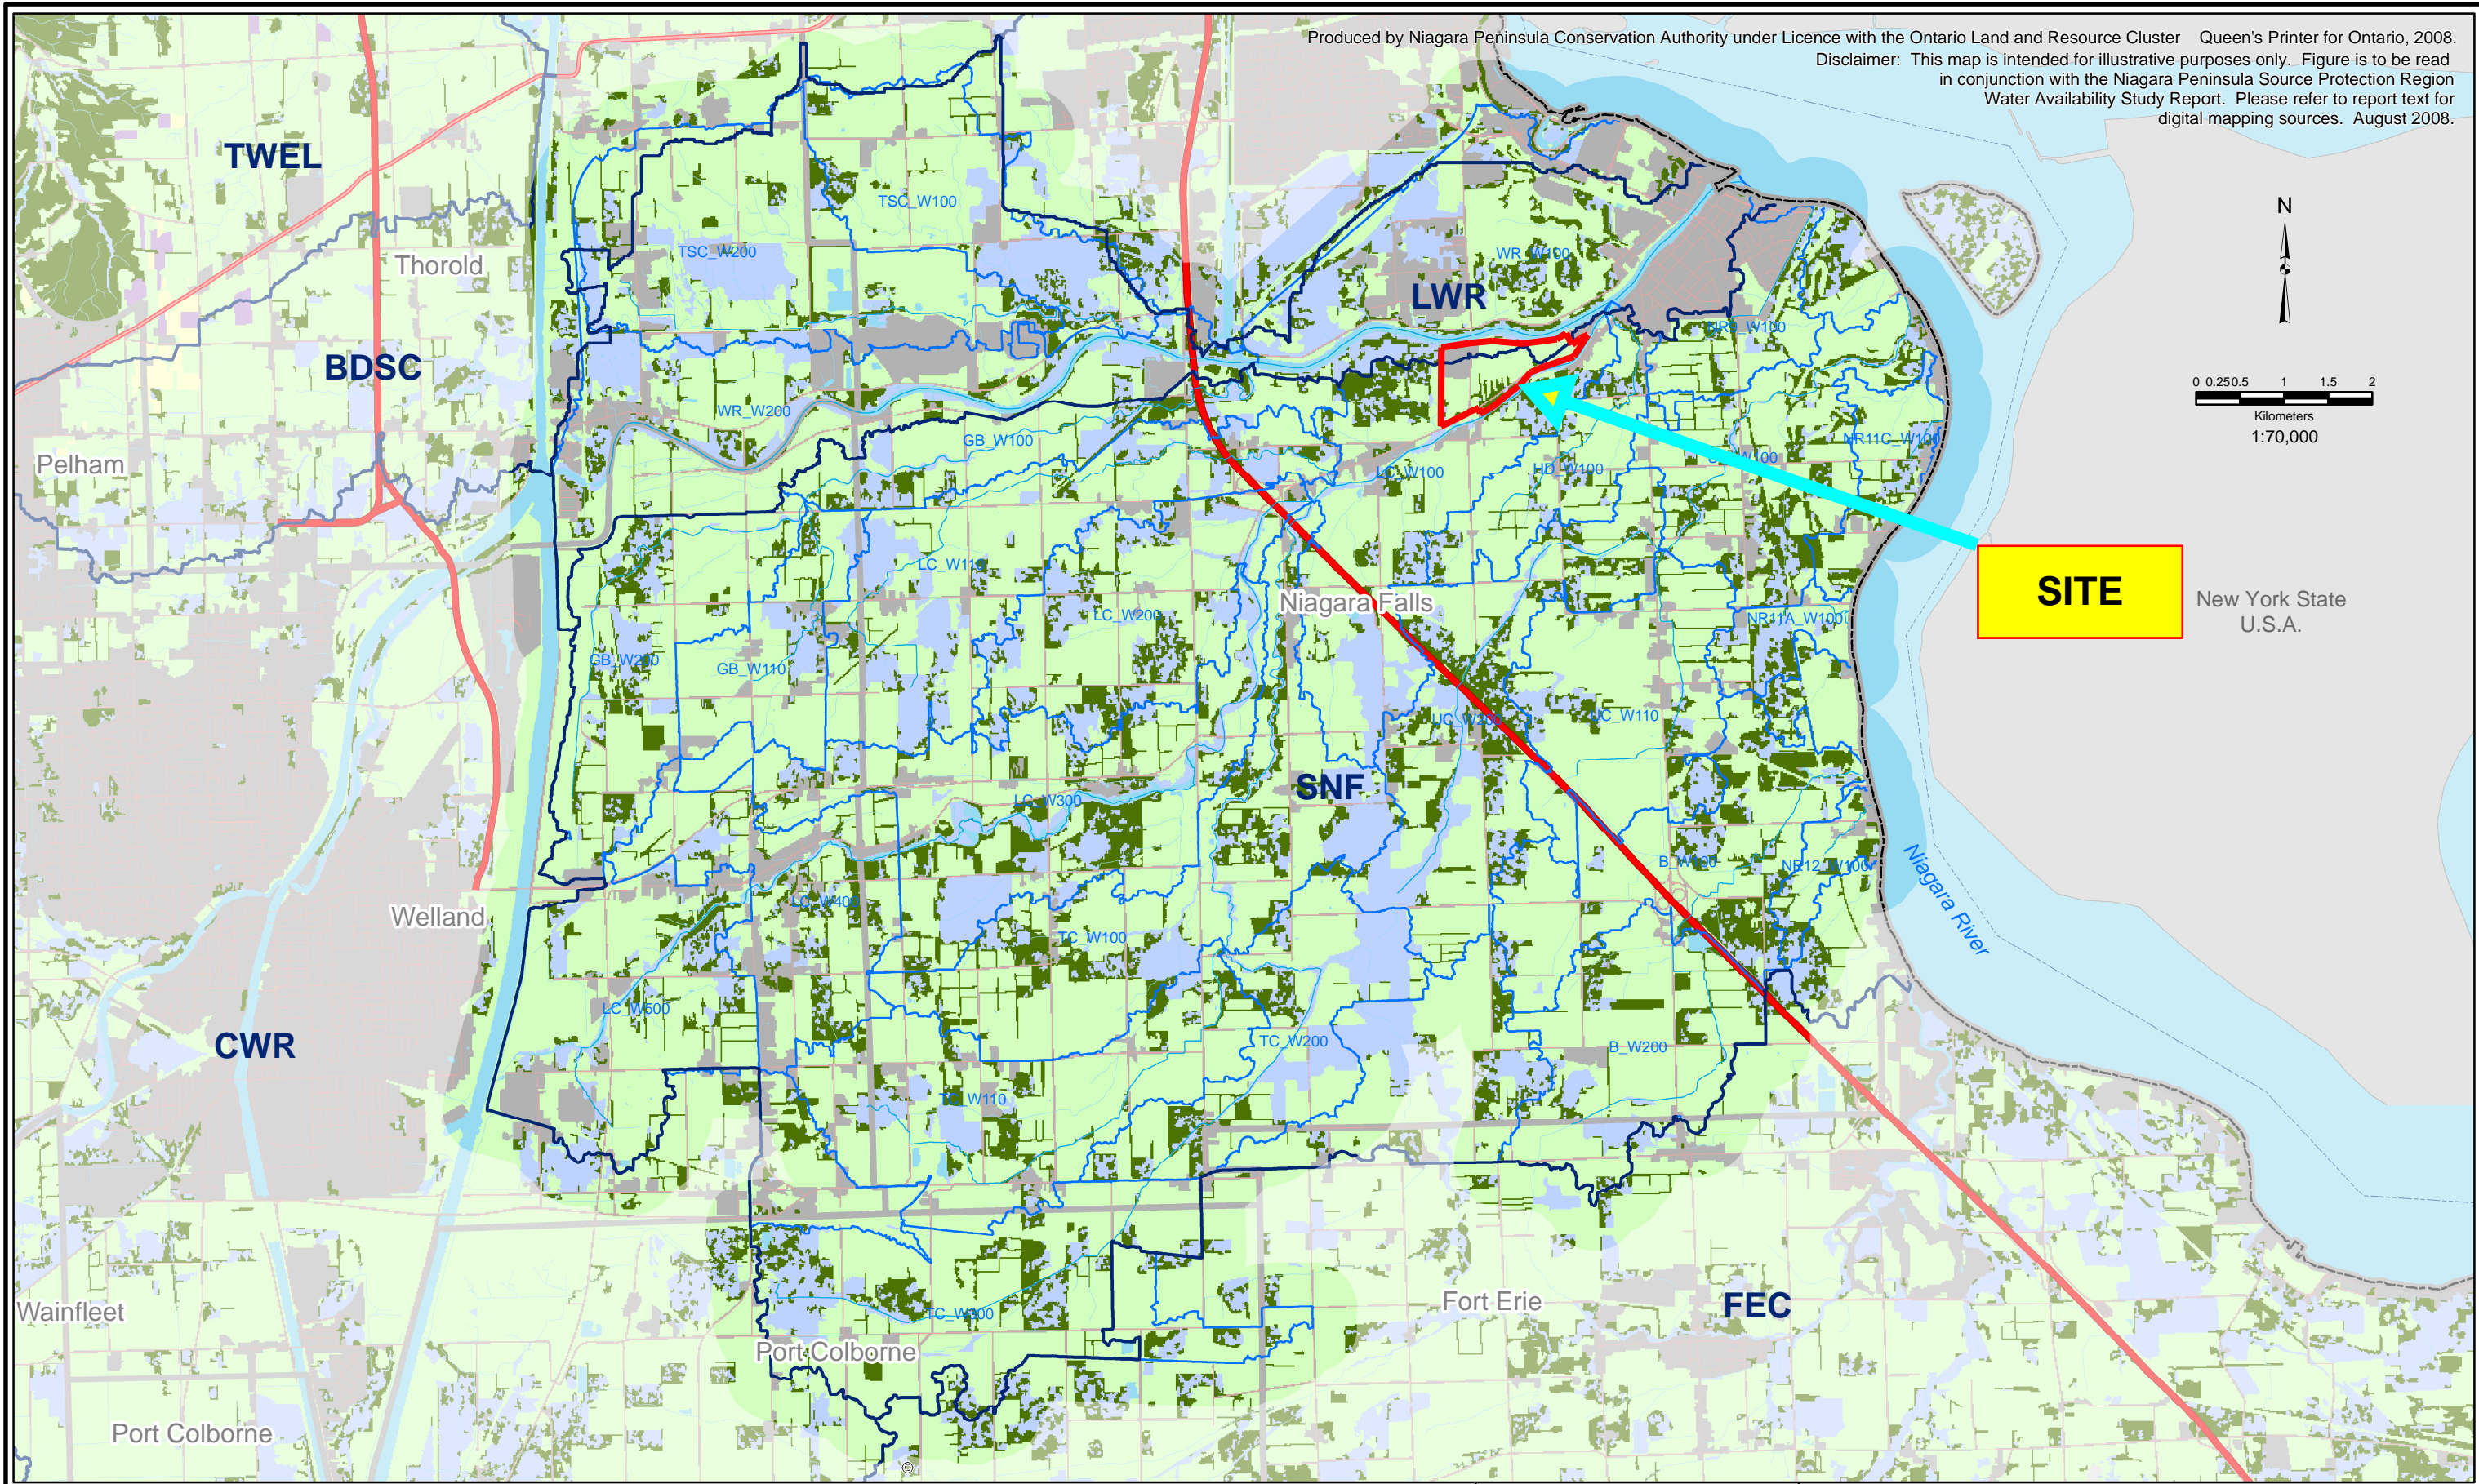 Produced by Niagara Peninsula Conservation Authority under Licence with the Ontario Land and Resource Cluster Queen's Printer for Ontario, 2008.
Disclaimer: This map is intended for illustrative purposes only. Figure is to be read
in conjunction with the Niagara Peninsula Source Protection Region
Water Availability Study Report. Please refer to report text for
digital mapping sources. August 2008.
TWEL
TSC_W100
N
TSC_W200
Thorold
WR_W100
LWR
NR9_W100
BDSC
0 0.25 0.5 1 1.5 2
Kilometers
1:70,000
WR_W200
GB_W100
Pelham
LC_W100
HD_W100
W100
NR11C_W100
LC_W110
SITE
New York State
U.S.A.
Niagara Falls
LC_W200
NR11A_W100
GB_W200
GB_W110
UC_W200
UC_W110
SNF
LC_W300
B_W100
NR12_W100
Niagara River
LC_W400
Welland
TC_W100
LC_W500
CWR
TC_W200
B_W200
TC_W110
Wainfleet
TC_W300
Fort Erie
FEC
Port Colborne
Port Colborne